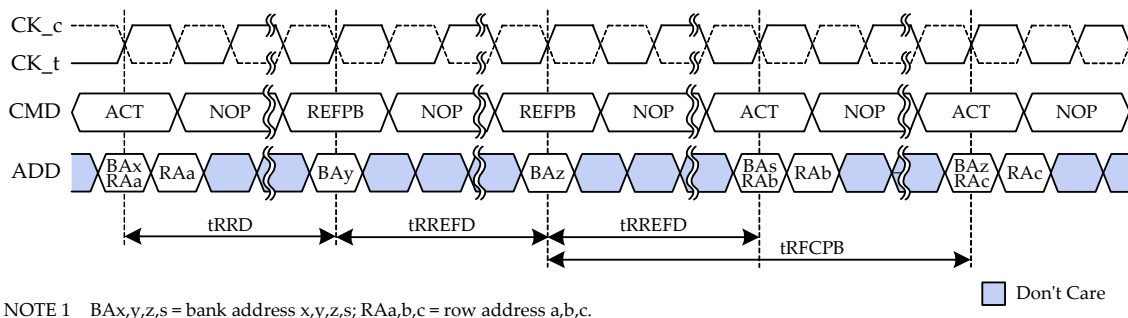 CK_c
CK_t
CMD ACT NOP REFPB NOP REFPB NOP ACT NOP ACT NOP
ADD BAx RAa RAa BAy BAz BAs RAb RAb BAz RAc RAc
tRRD tRREFD tRREFD
tRFCPB
Don't Care
NOTE 1 BAx,y,z,s = bank address x,y,z,s; RAa,b,c = row address a,b,c.